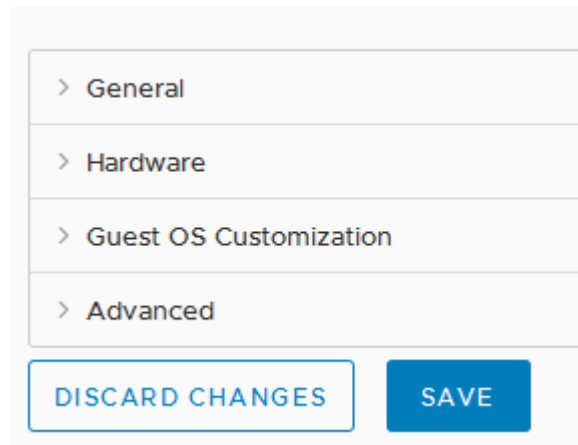 General
Hardware
Guest OS Customization
Advanced
DISCARD CHANGES SAVE